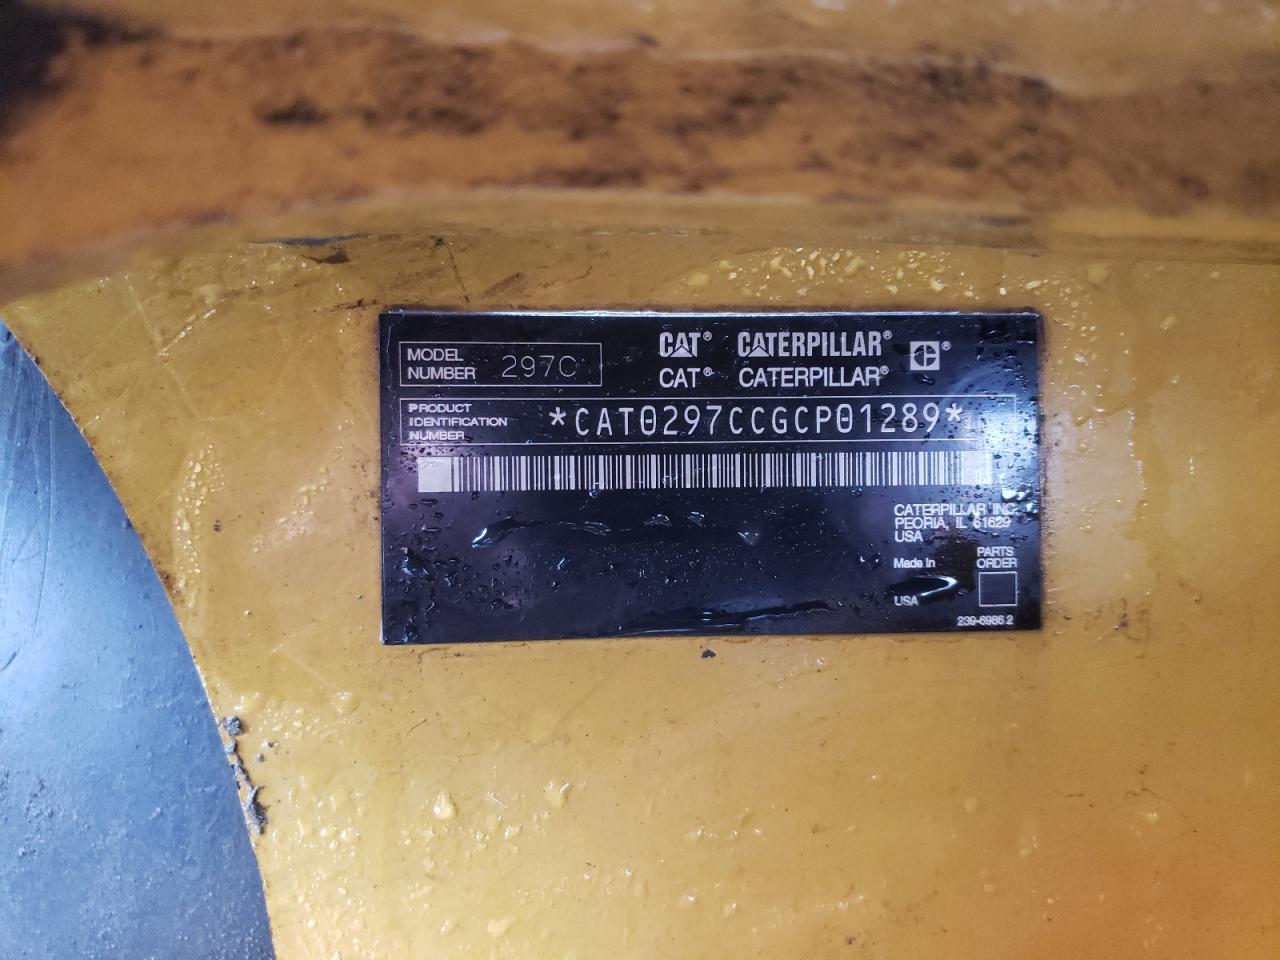 MODEL NUMBER 297C
CAT® CATERPILLAR®
CAT® CATERPILLAR®
PRODUCT IDENTIFICATION NUMBER *CAT0297CCGCP01289*
CATERPILLAR INC.
PEORIA, IL 61629
USA
Made In
USA
PARTS ORDER
239-6986 2